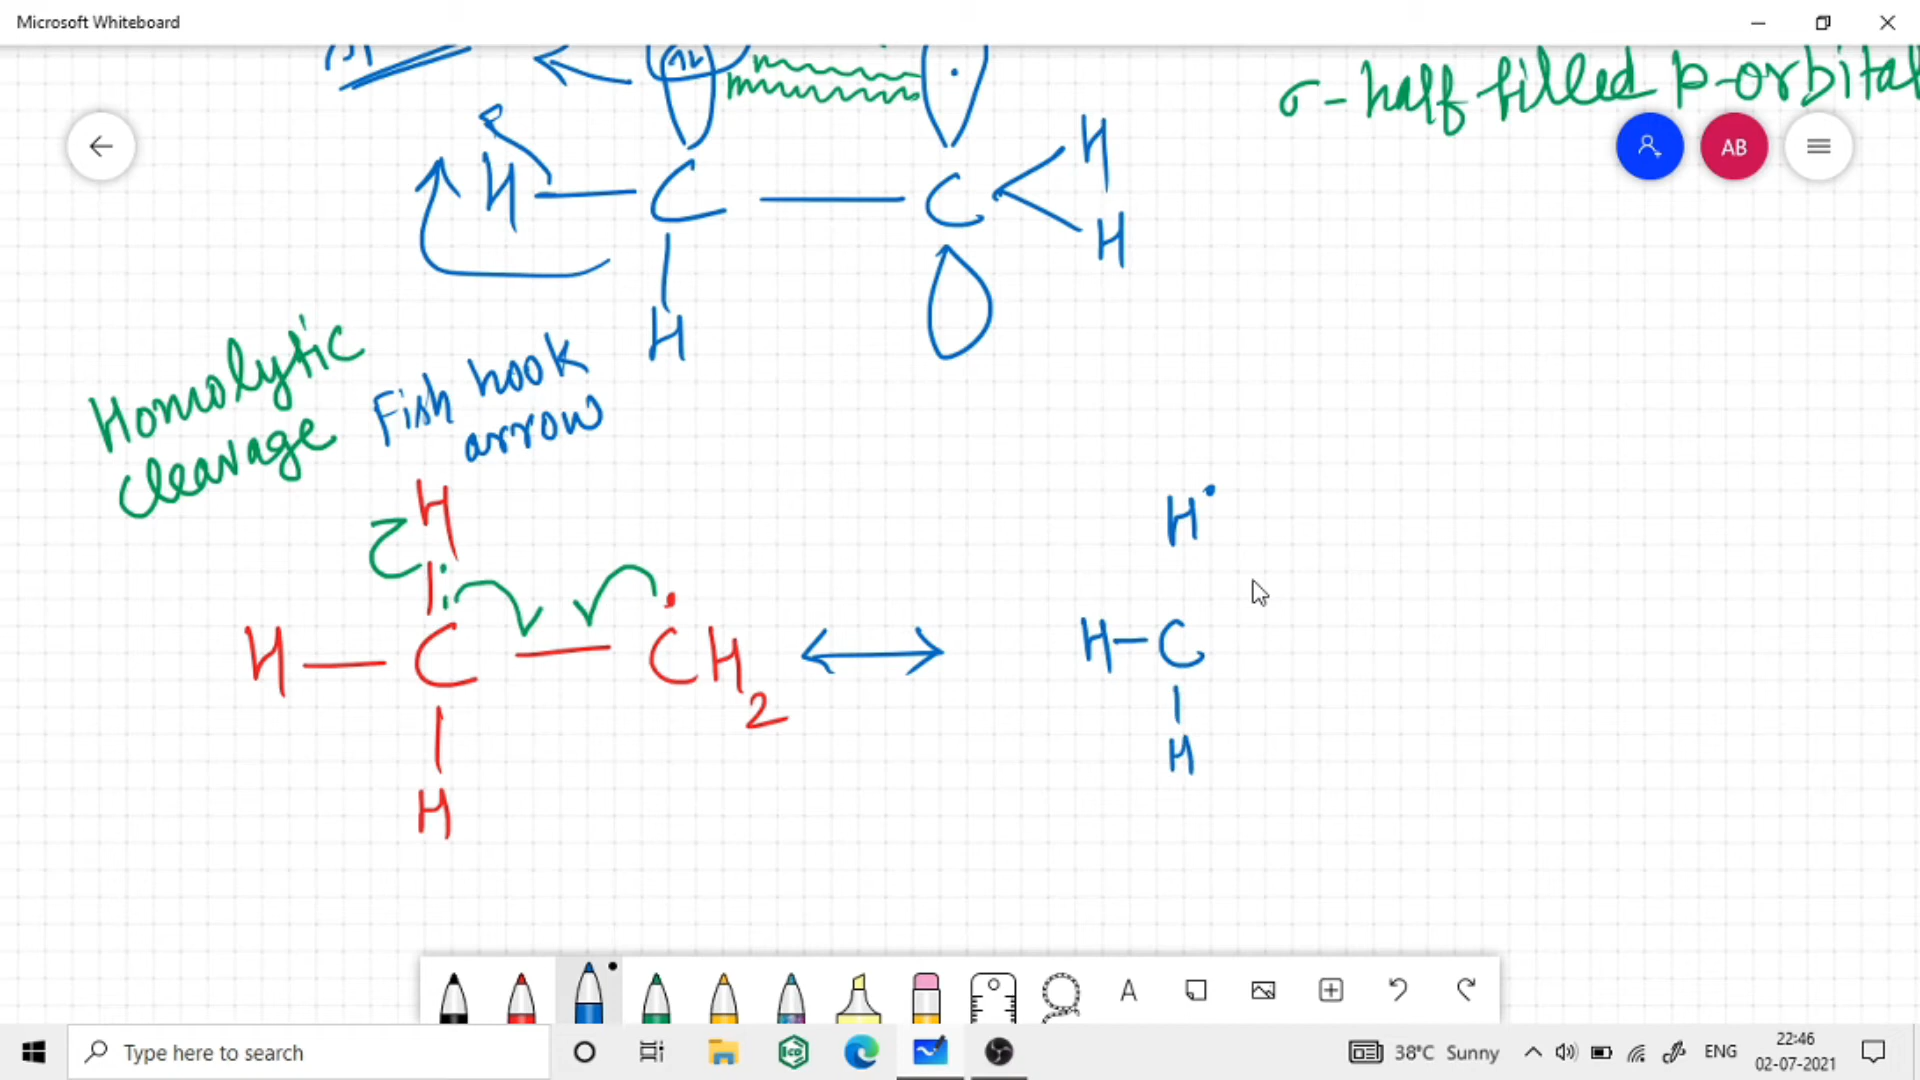 Microsoft Whiteboard
σ- half filled p-orbital
AB
H — C — C < H
H
H
Homolytic
cleavage
Fish hook
arrow
H
H — C — CH2 ⟷
H
H•
H–C
H
A
Type here to search
38°C Sunny
ENG
22:46
02-07-2021